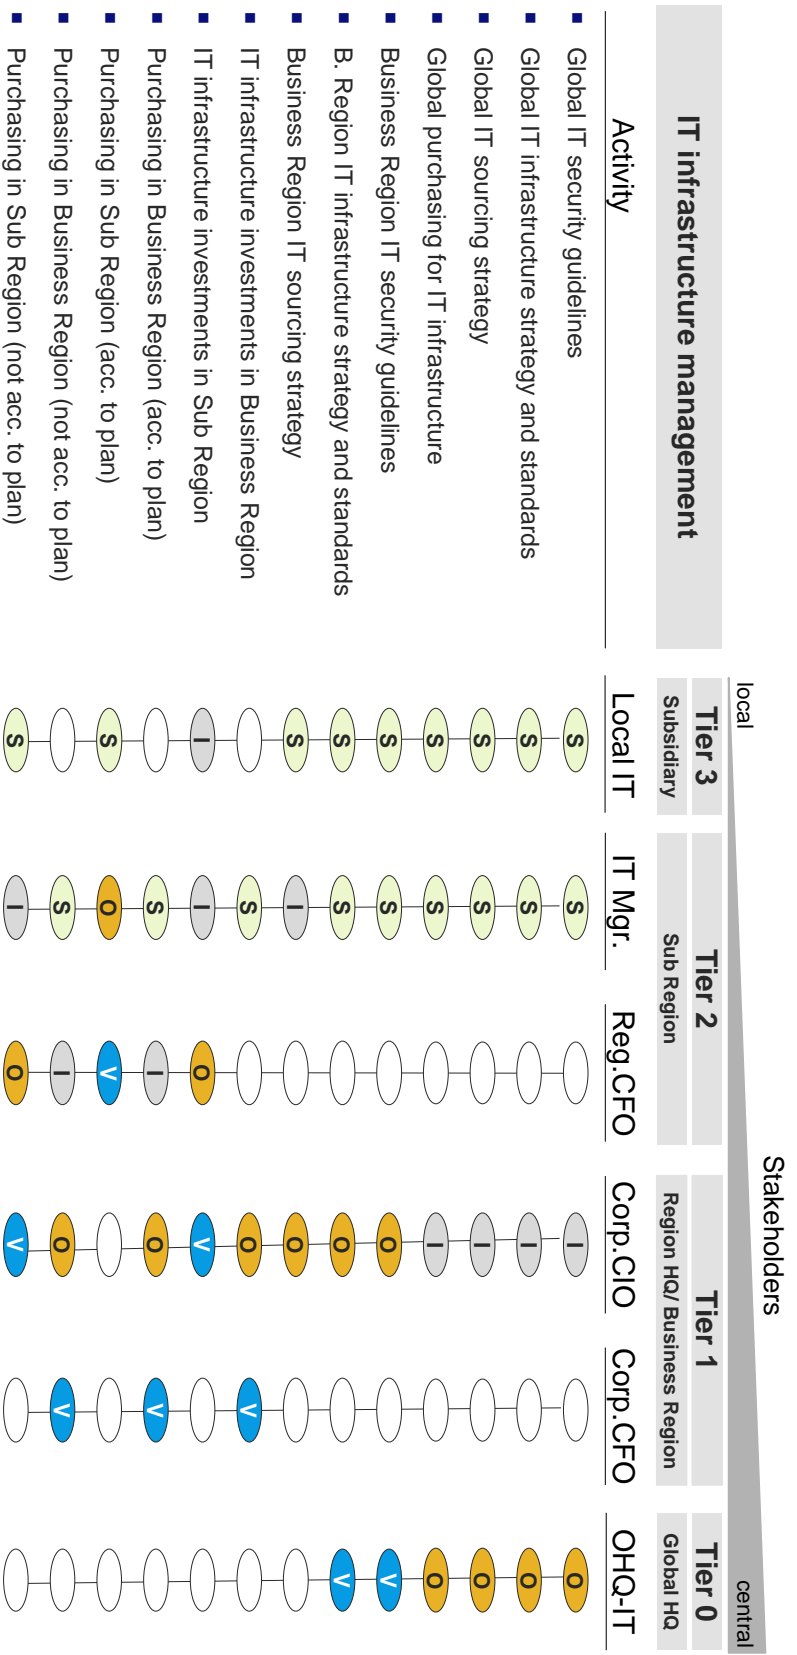 Stakeholders
local central
IT infrastructure management Tier 3 Tier 2 Tier 1 Tier 0
Subsidiary Sub Region Region HQ/ Business Region Global HQ
Activity Local IT IT Mgr. Reg.CFO Corp.CIO Corp.CFO OHQ-IT
Global IT security guidelines S S I O
Global IT infrastructure strategy and standards S S I O
Global IT sourcing strategy S S I O
Global purchasing for IT infrastructure S S I O
Business Region IT security guidelines S S O V
B. Region IT infrastructure strategy and standards S S O V
Business Region IT sourcing strategy S I O
IT infrastructure investments in Business Region S O V
IT infrastructure investments in Sub Region I I O V
Purchasing in Business Region (acc. to plan) S I O V
Purchasing in Sub Region (acc. to plan) S O V
Purchasing in Business Region (not acc. to plan) S I O V
Purchasing in Sub Region (not acc. to plan) S I O V